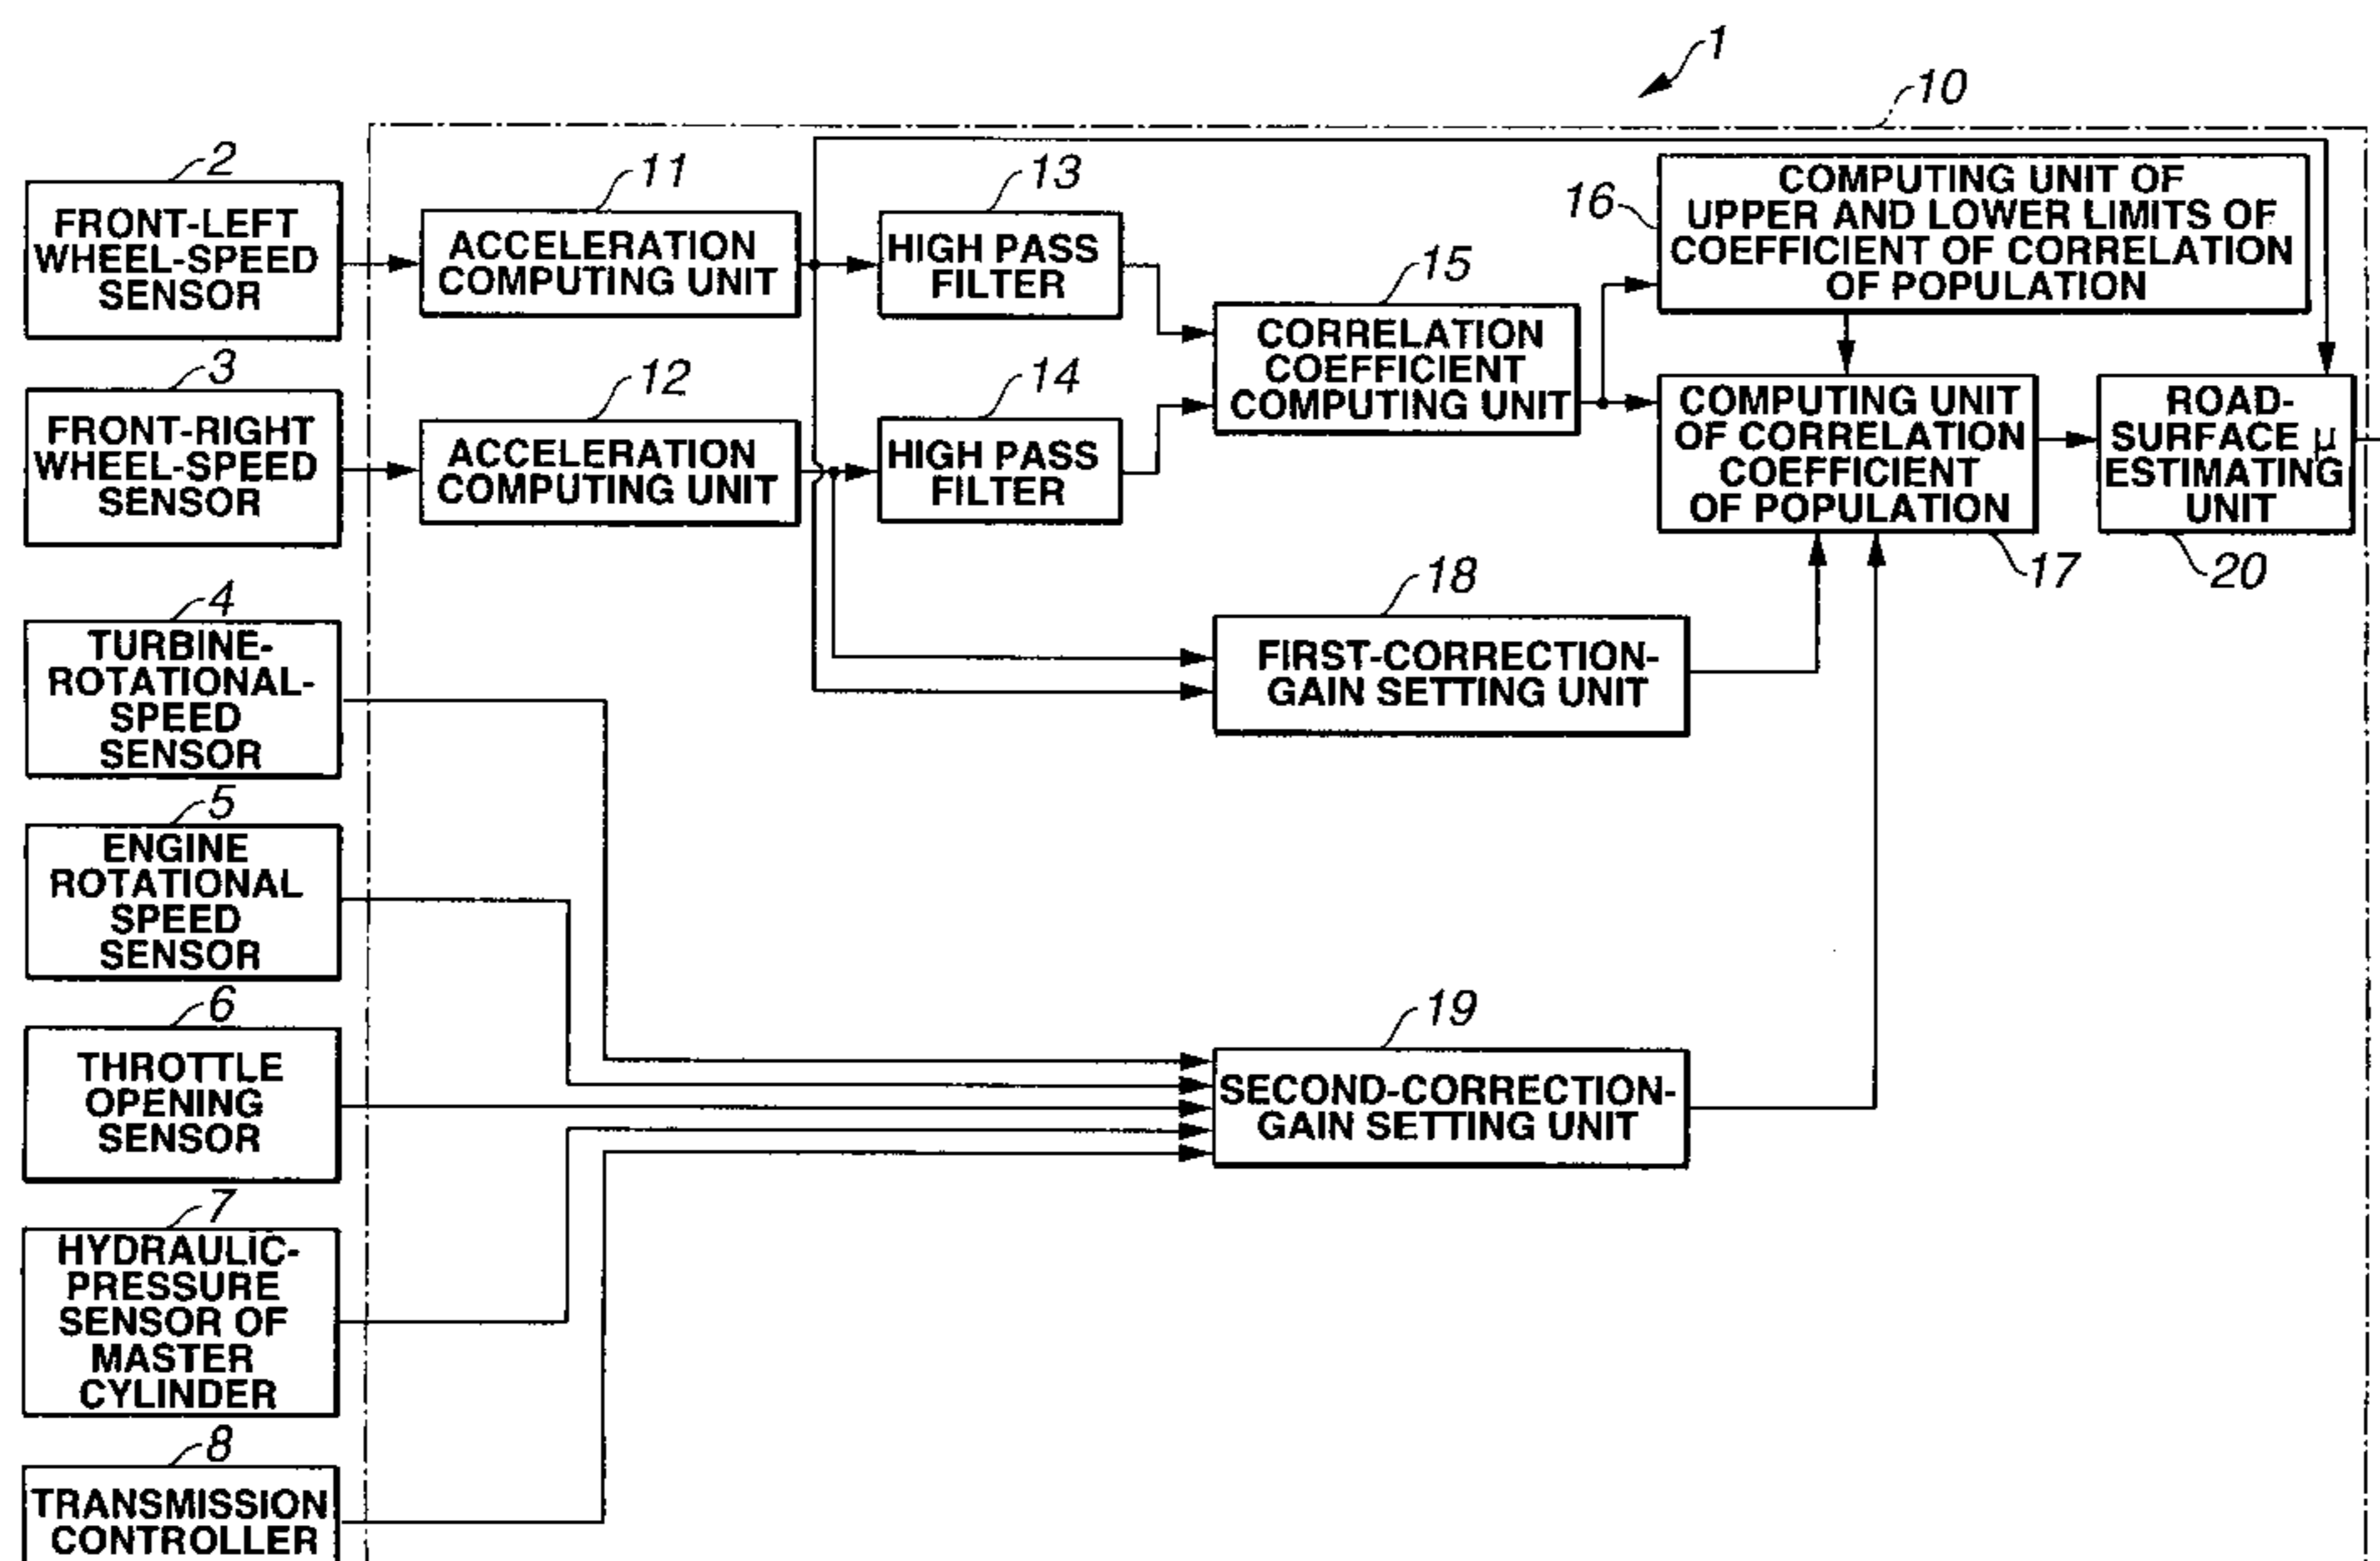 1
10
2
FRONT-LEFT
WHEEL-SPEED
SENSOR
11
ACCELERATION
COMPUTING UNIT
13
HIGH PASS
FILTER
16
COMPUTING UNIT OF
UPPER AND LOWER LIMITS OF
COEFFICIENT OF CORRELATION
OF POPULATION
15
CORRELATION
COEFFICIENT
COMPUTING UNIT
3
FRONT-RIGHT
WHEEL-SPEED
SENSOR
12
ACCELERATION
COMPUTING UNIT
14
HIGH PASS
FILTER
COMPUTING UNIT
OF CORRELATION
COEFFICIENT
OF POPULATION
17
ROAD-
SURFACE μ
ESTIMATING
UNIT
20
4
TURBINE-
ROTATIONAL-
SPEED
SENSOR
18
FIRST-CORRECTION-
GAIN SETTING UNIT
5
ENGINE
ROTATIONAL
SPEED
SENSOR
6
THROTTLE
OPENING
SENSOR
19
SECOND-CORRECTION-
GAIN SETTING UNIT
7
HYDRAULIC-
PRESSURE
SENSOR OF
MASTER
CYLINDER
8
TRANSMISSION
CONTROLLER